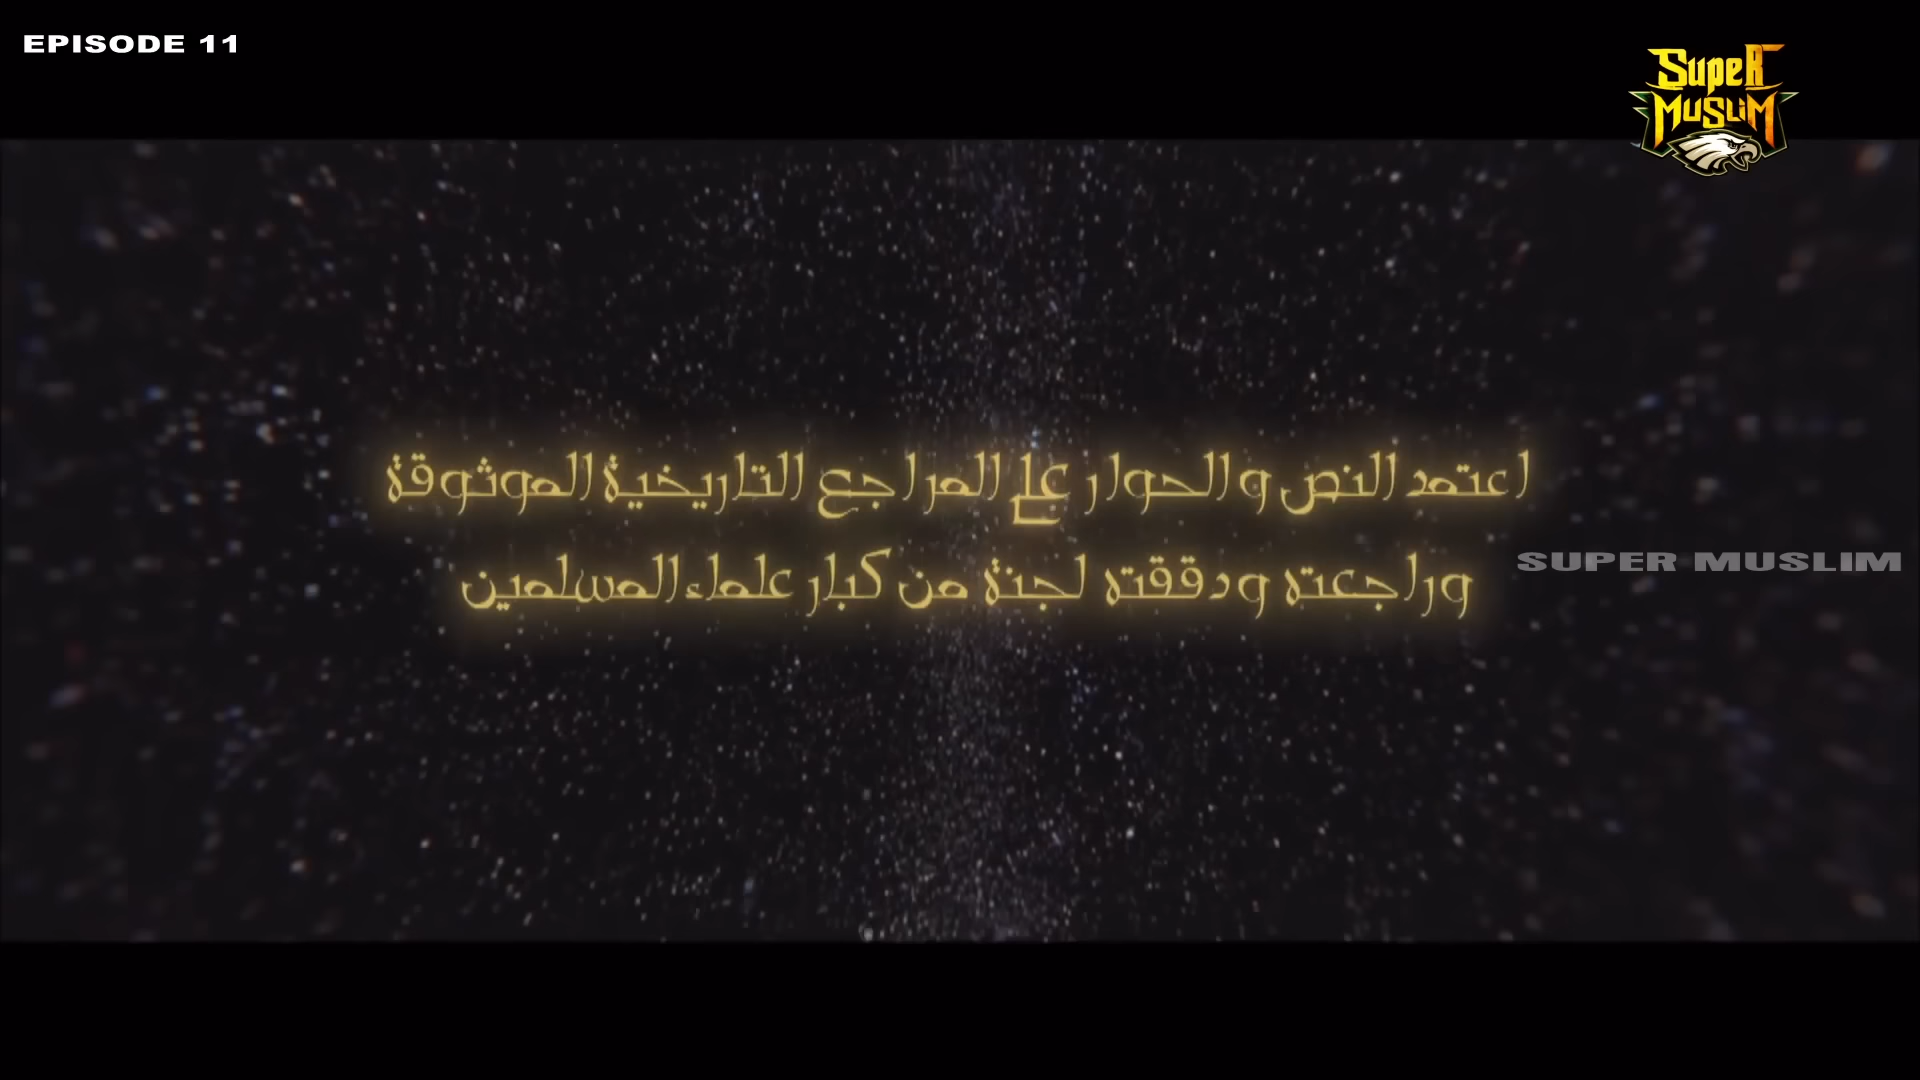 EPISODE 11
SUPER MUSLIM
اعتمد النص والحوار على المراجع التاريخية الموثوقة
وراجعته ودققته لجنة من كبار علماء المسلمين
SUPER MUSLIM